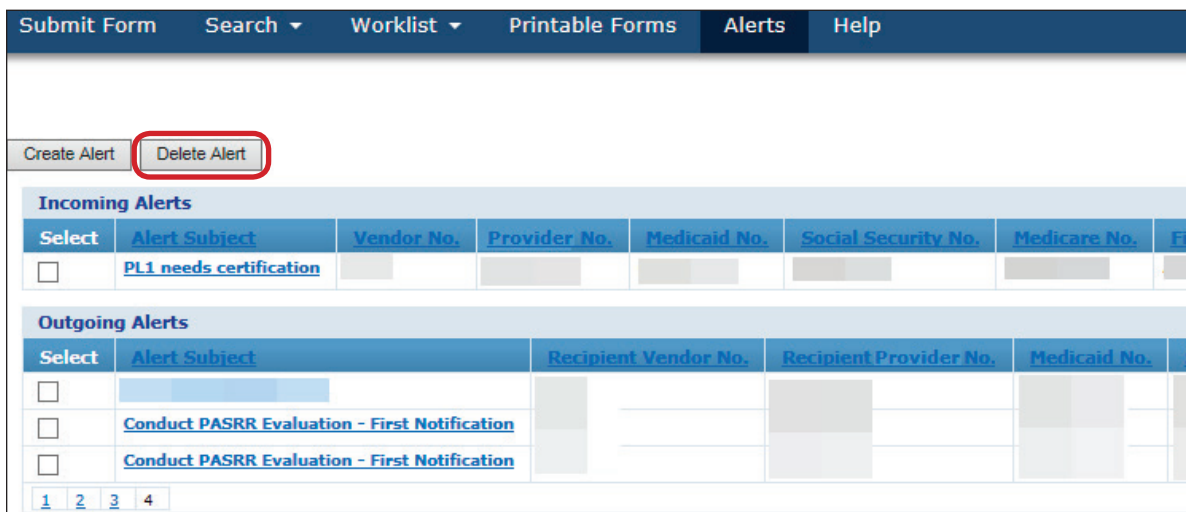 Submit Form Search Worklist Printable Forms Alerts Help
Create Alert Delete Alert
Incoming Alerts
Select Alert Subject Vendor No. Provider No. Medicaid No. Social Security No. Medicare No.
PL1 needs certification
Outgoing Alerts
Select Alert Subject Recipient Vendor No. Recipient Provider No. Medicaid No.
Conduct PASRR Evaluation - First Notification
Conduct PASRR Evaluation - First Notification
1 2 3 4